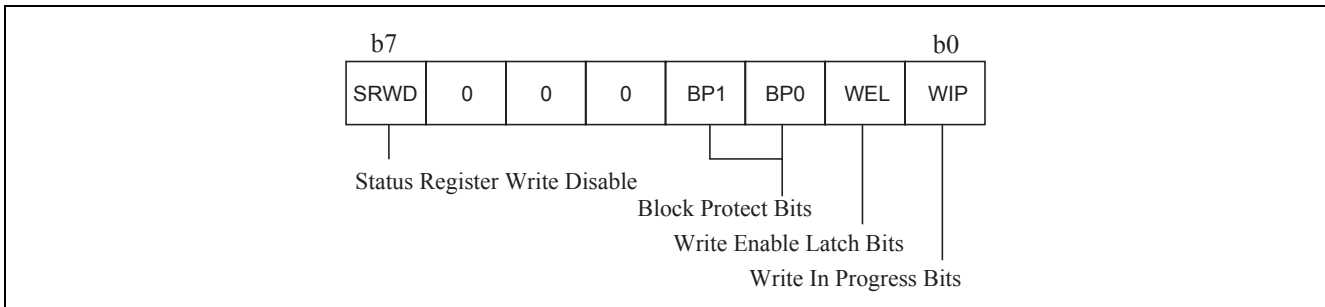 b7 b0
SRWD 0 0 0 BP1 BP0 WEL WIP
Status Register Write Disable
Block Protect Bits
Write Enable Latch Bits
Write In Progress Bits